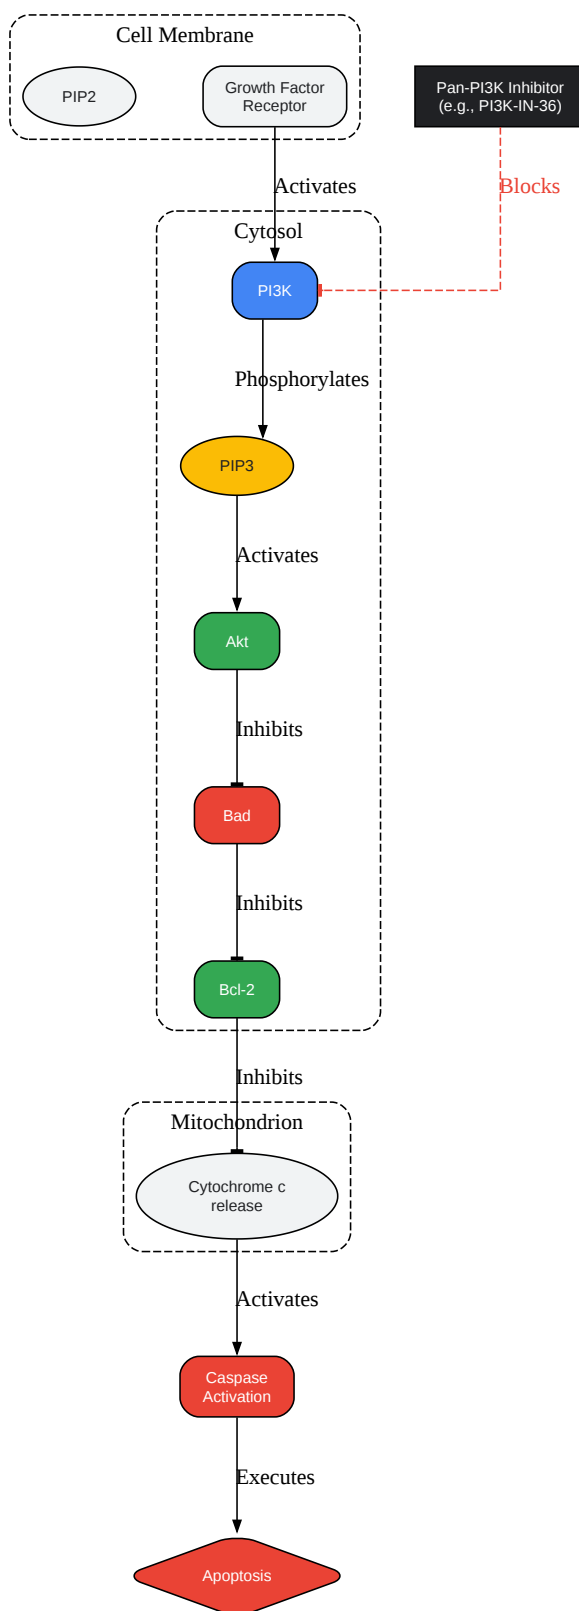 Cell Membrane
PIP2
Growth Factor
Receptor
Pan-PI3K Inhibitor
(e.g., PI3K-IN-36)
Activates
Blocks
Cytosol
PI3K
Phosphorylates
PIP3
Activates
Akt
Inhibits
Bad
Inhibits
Bcl-2
Inhibits
Mitochondrion
Cytochrome c
release
Activates
Caspase
Activation
Executes
Apoptosis